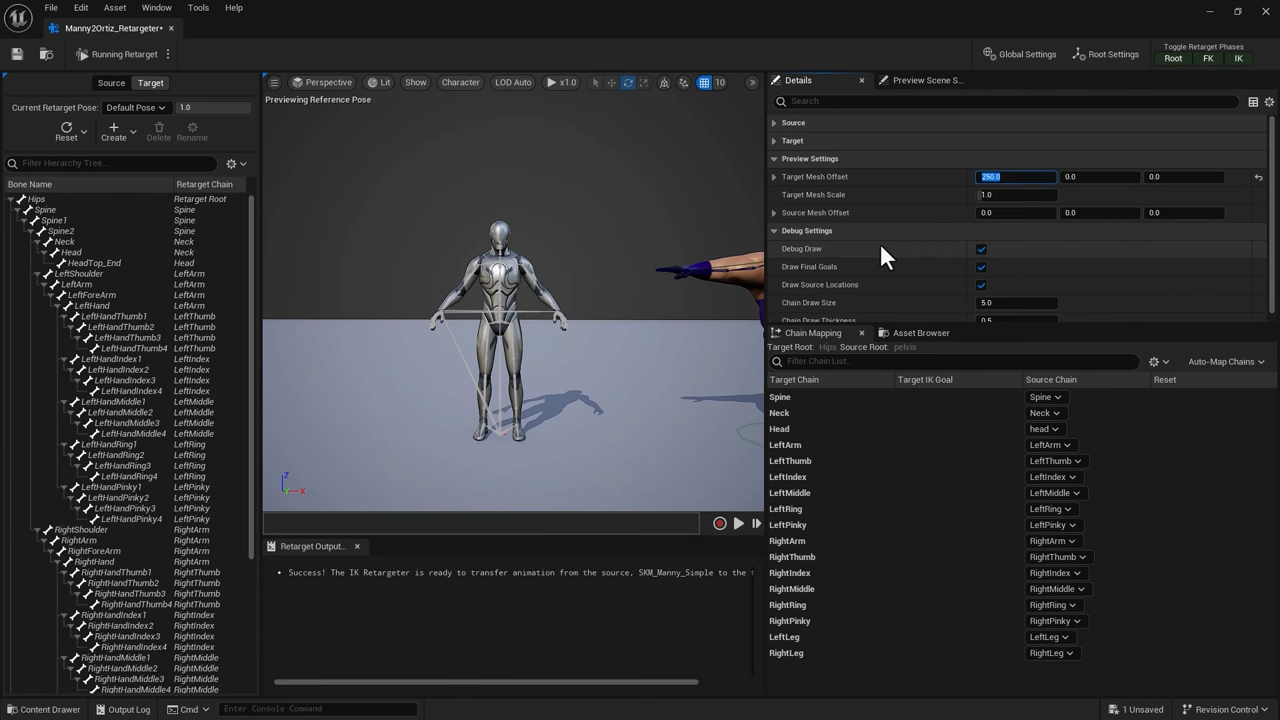 File Edit Asset Window Tools Help
Manny2Ortiz_Retargeter*
Running Retarget
Global Settings
Root Settings
Toggle Retarget Phases
Root FK IK
Source Target
Current Retarget Pose: Default Pose 1.0
Reset Create Delete Rename
Filter Hierarchy Tree...
Bone Name Retarget Chain
Hips Retarget Root
Spine Spine
Spine1 Spine
Spine2 Spine
Neck Neck
Head Head
HeadTop_End Head
LeftShoulder LeftArm
LeftArm LeftArm
LeftForeArm LeftArm
LeftHand LeftArm
LeftHandThumb1 LeftThumb
LeftHandThumb2 LeftThumb
LeftHandThumb3 LeftThumb
LeftHandThumb4 LeftThumb
LeftHandIndex1 LeftIndex
LeftHandIndex2 LeftIndex
LeftHandIndex3 LeftIndex
LeftHandIndex4 LeftIndex
LeftHandMiddle1 LeftMiddle
LeftHandMiddle2 LeftMiddle
LeftHandMiddle3 LeftMiddle
LeftHandMiddle4 LeftMiddle
LeftHandRing1 LeftRing
LeftHandRing2 LeftRing
LeftHandRing3 LeftRing
LeftHandRing4 LeftRing
LeftHandPinky1 LeftPinky
LeftHandPinky2 LeftPinky
LeftHandPinky3 LeftPinky
LeftHandPinky4 LeftPinky
RightShoulder RightArm
RightArm RightArm
RightForeArm RightArm
RightHand RightArm
RightHandThumb1 RightThumb
RightHandThumb2 RightThumb
RightHandThumb3 RightThumb
RightHandThumb4 RightThumb
RightHandIndex1 RightIndex
RightHandIndex2 RightIndex
RightHandIndex3 RightIndex
RightHandIndex4 RightIndex
RightHandMiddle1 RightMiddle
RightHandMiddle2 RightMiddle
RightHandMiddle3 RightMiddle
RightHandMiddle4 RightMiddle
Perspective Lit Show Character LOD Auto x1.0 10
Previewing Reference Pose
Z
X
Y
Retarget Output...
Success! The IK Retargeter is ready to transfer animation from the source, SKM_Manny_Simple to the
Details Preview Scene S...
Search
Source
Target
Preview Settings
Target Mesh Offset 250.0 0.0 0.0
Target Mesh Scale 1.0
Source Mesh Offset 0.0 0.0 0.0
Debug Settings
Debug Draw
Draw Final Goals
Draw Source Locations
Chain Draw Size 5.0
Chain Draw Thickness 0.5
Chain Mapping Asset Browser
Target Root: Hips Source Root: pelvis
Filter Chain List...
Auto-Map Chains
Target Chain Target IK Goal Source Chain Reset
Spine Spine
Neck Neck
Head head
LeftArm LeftArm
LeftThumb LeftThumb
LeftIndex LeftIndex
LeftMiddle LeftMiddle
LeftRing LeftRing
LeftPinky LeftPinky
RightArm RightArm
RightThumb RightThumb
RightIndex RightIndex
RightMiddle RightMiddle
RightRing RightRing
RightPinky RightPinky
LeftLeg LeftLeg
RightLeg RightLeg
Content Drawer Output Log Cmd Enter Console Command 1 Unsaved Revision Control